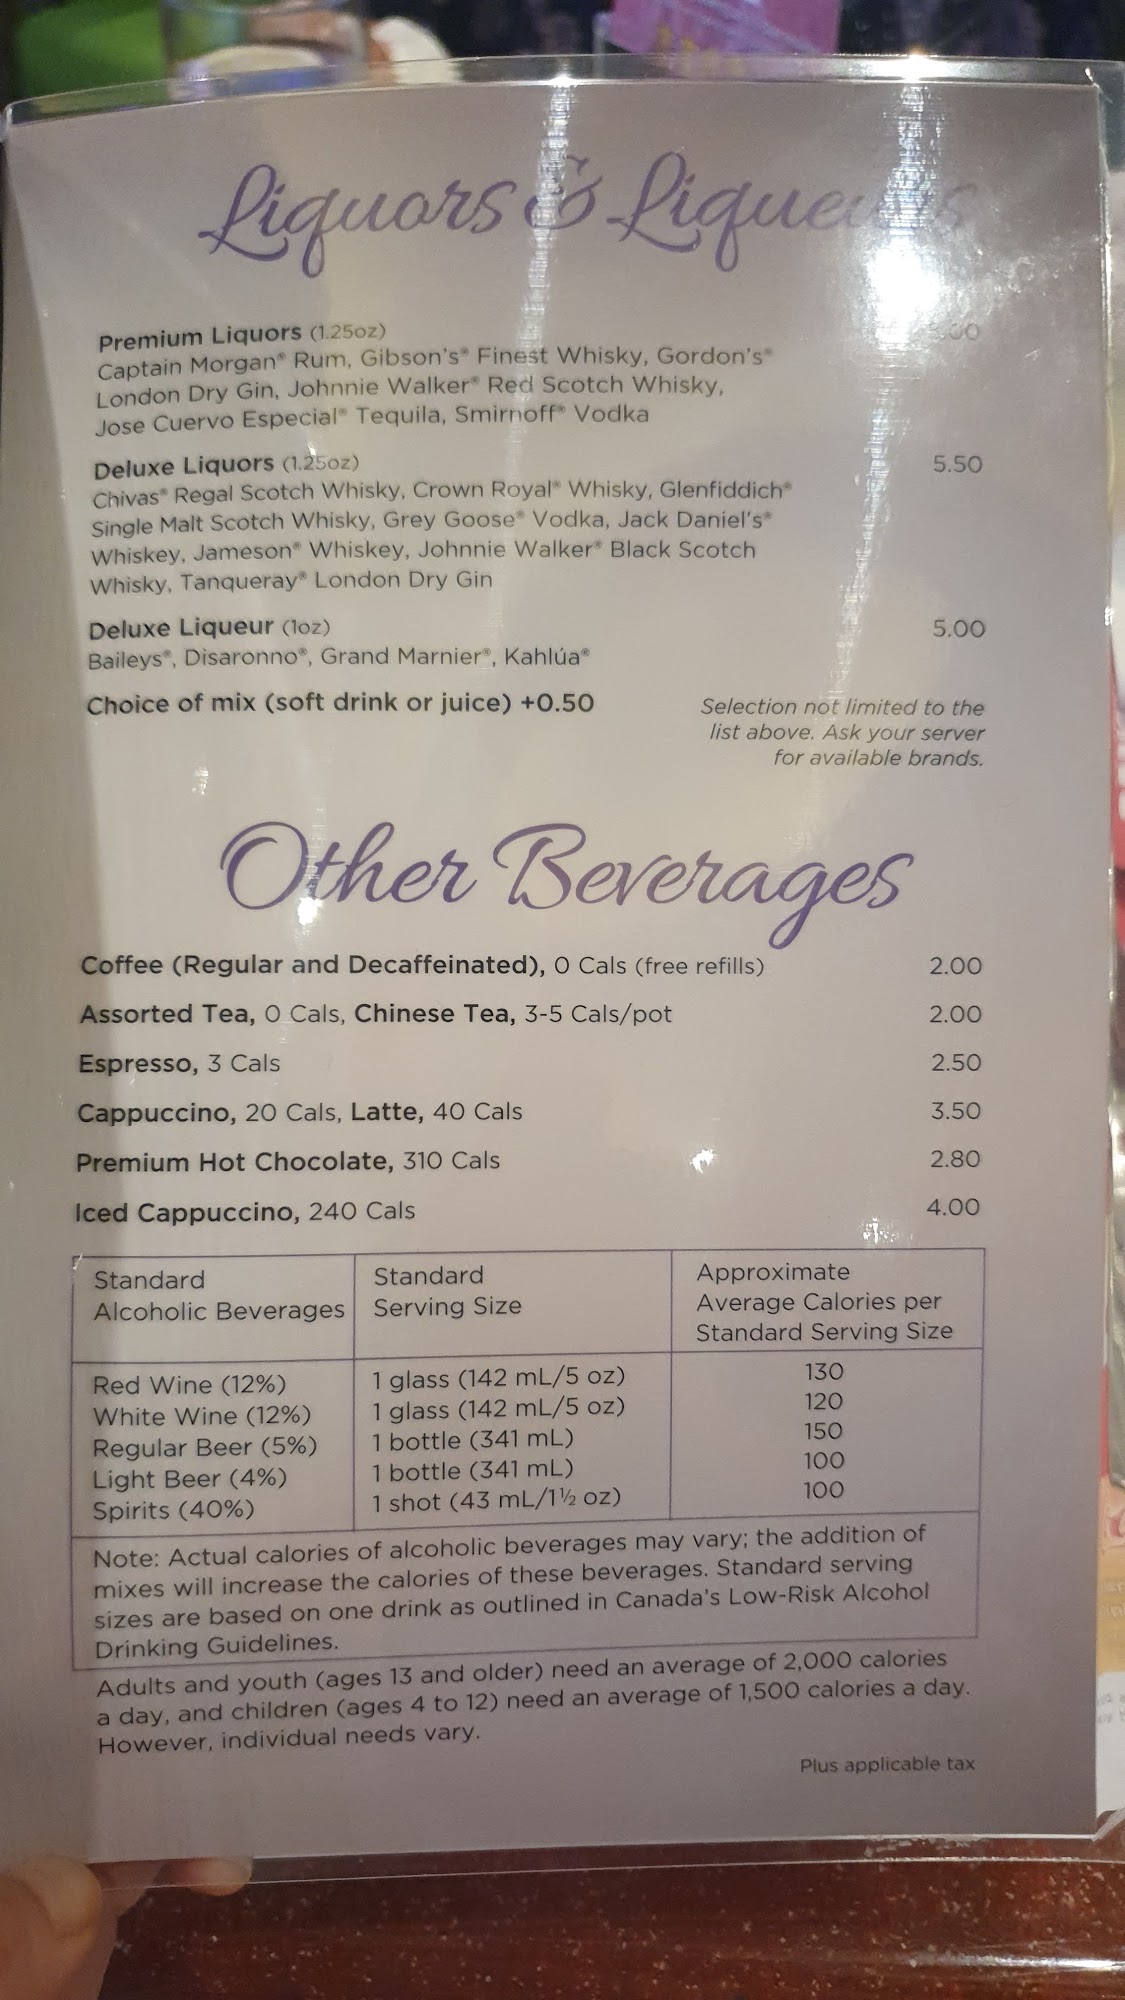 Liquors & Liqueurs
Premium Liquors (1.25oz) 5.00
Captain Morgan® Rum, Gibson's® Finest Whisky, Gordon's®
London Dry Gin, Johnnie Walker® Red Scotch Whisky,
Jose Cuervo Especial® Tequila, Smirnoff® Vodka
Deluxe Liquors (1.25oz) 5.50
Chivas® Regal Scotch Whisky, Crown Royal® Whisky, Glenfiddich®
Single Malt Scotch Whisky, Grey Goose® Vodka, Jack Daniel's®
Whiskey, Jameson® Whiskey, Johnnie Walker® Black Scotch
Whisky, Tanqueray® London Dry Gin
Deluxe Liqueur (1oz) 5.00
Baileys®, Disaronno®, Grand Marnier®, Kahlúa®
Choice of mix (soft drink or juice) +0.50
Selection not limited to the
list above. Ask your server
for available brands.
Other Beverages
Coffee (Regular and Decaffeinated), 0 Cals (free refills) 2.00
Assorted Tea, 0 Cals, Chinese Tea, 3-5 Cals/pot 2.00
Espresso, 3 Cals 2.50
Cappuccino, 20 Cals, Latte, 40 Cals 3.50
Premium Hot Chocolate, 310 Cals 2.80
Iced Cappuccino, 240 Cals 4.00
Standard
Alcoholic Beverages
Standard
Serving Size
Approximate
Average Calories per
Standard Serving Size
Red Wine (12%) 1 glass (142 mL/5 oz) 130
White Wine (12%) 1 glass (142 mL/5 oz) 120
Regular Beer (5%) 1 bottle (341 mL) 150
Light Beer (4%) 1 bottle (341 mL) 100
Spirits (40%) 1 shot (43 mL/1½ oz) 100
Note: Actual calories of alcoholic beverages may vary; the addition of
mixes will increase the calories of these beverages. Standard serving
sizes are based on one drink as outlined in Canada's Low-Risk Alcohol
Drinking Guidelines.
Adults and youth (ages 13 and older) need an average of 2,000 calories
a day, and children (ages 4 to 12) need an average of 1,500 calories a day.
However, individual needs vary.
Plus applicable tax